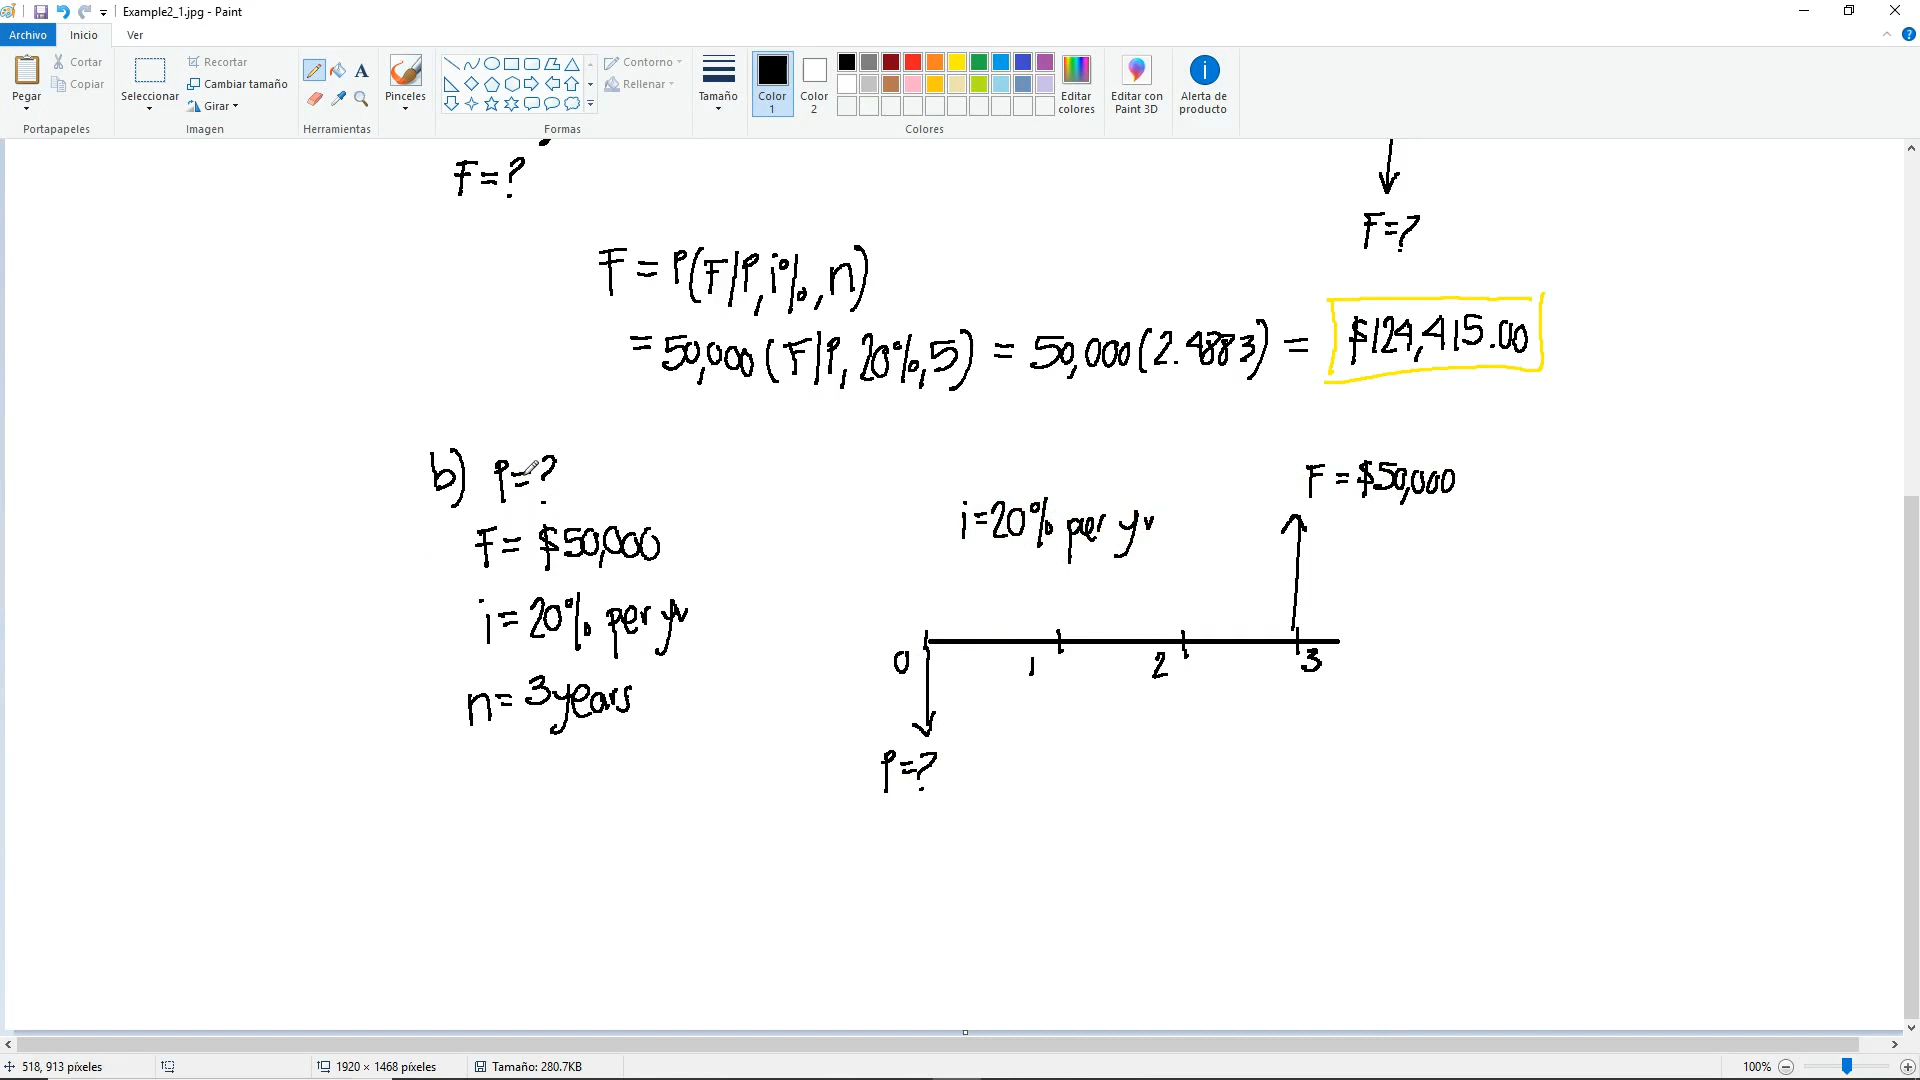 Example2_1.jpg - Paint
Archivo Inicio Ver
Pegar
Cortar
Copiar
Portapapeles
Seleccionar
Recortar
Cambiar tamaño
Girar
Imagen
Herramientas
Pinceles
Contorno
Rellenar
Formas
Tamaño
Color 1
Color 2
Colores
Editar colores
Editar con Paint 3D
Alerta de producto
F = ?
F = ?
F = P(F/P, i%, n)
= 50,000 (F/P, 20%, 5) = 50,000 (2.4883) = $124,415.00
b) P = ?
F = $50,000
i = 20% per yr
n = 3 years
F = $50,000
i = 20% per yr
0 1 2 3
P = ?
518, 913 píxeles
1920 × 1468 píxeles
Tamaño: 280.7KB
100%